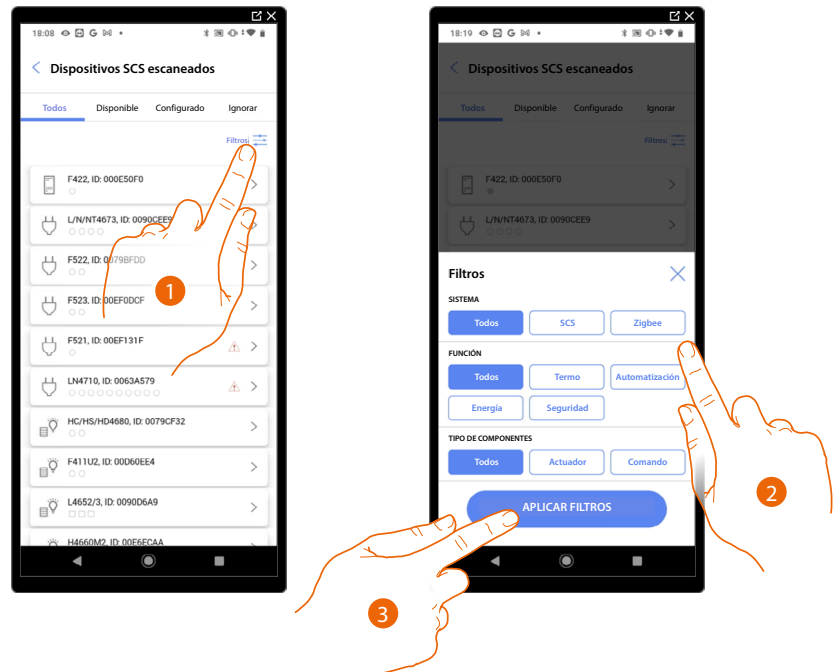 18:08
Dispositivos SCS escaneados
Todos Disponible Configurado Ignorar
Filtrosi
F422, ID: 000E50F0
L/N/NT4673, ID: 0090CEE9
F522, ID: 0079BFDD
F523, ID: 00EF0DCF
F521, ID: 00EF131F
LN4710, ID: 0063A579
HC/HS/HD4680, ID: 0079CF32
F411U2, ID: 00D60EE4
L4652/3, ID: 0090D6A9
H4660M2, ID: 00E6ECAA
1
18:19
Dispositivos SCS escaneados
Todos Disponible Configurado Ignorar
Filtrosi
F422, ID: 000E50F0
L/N/NT4673, ID: 0090CEE9
Filtros
SISTEMA
Todos SCS Zigbee
FUNCIÓN
Todos Termo Automatización
Energía Seguridad
TIPO DE COMPONENTES
Todos Actuador Comando
APLICAR FILTROS
2
3